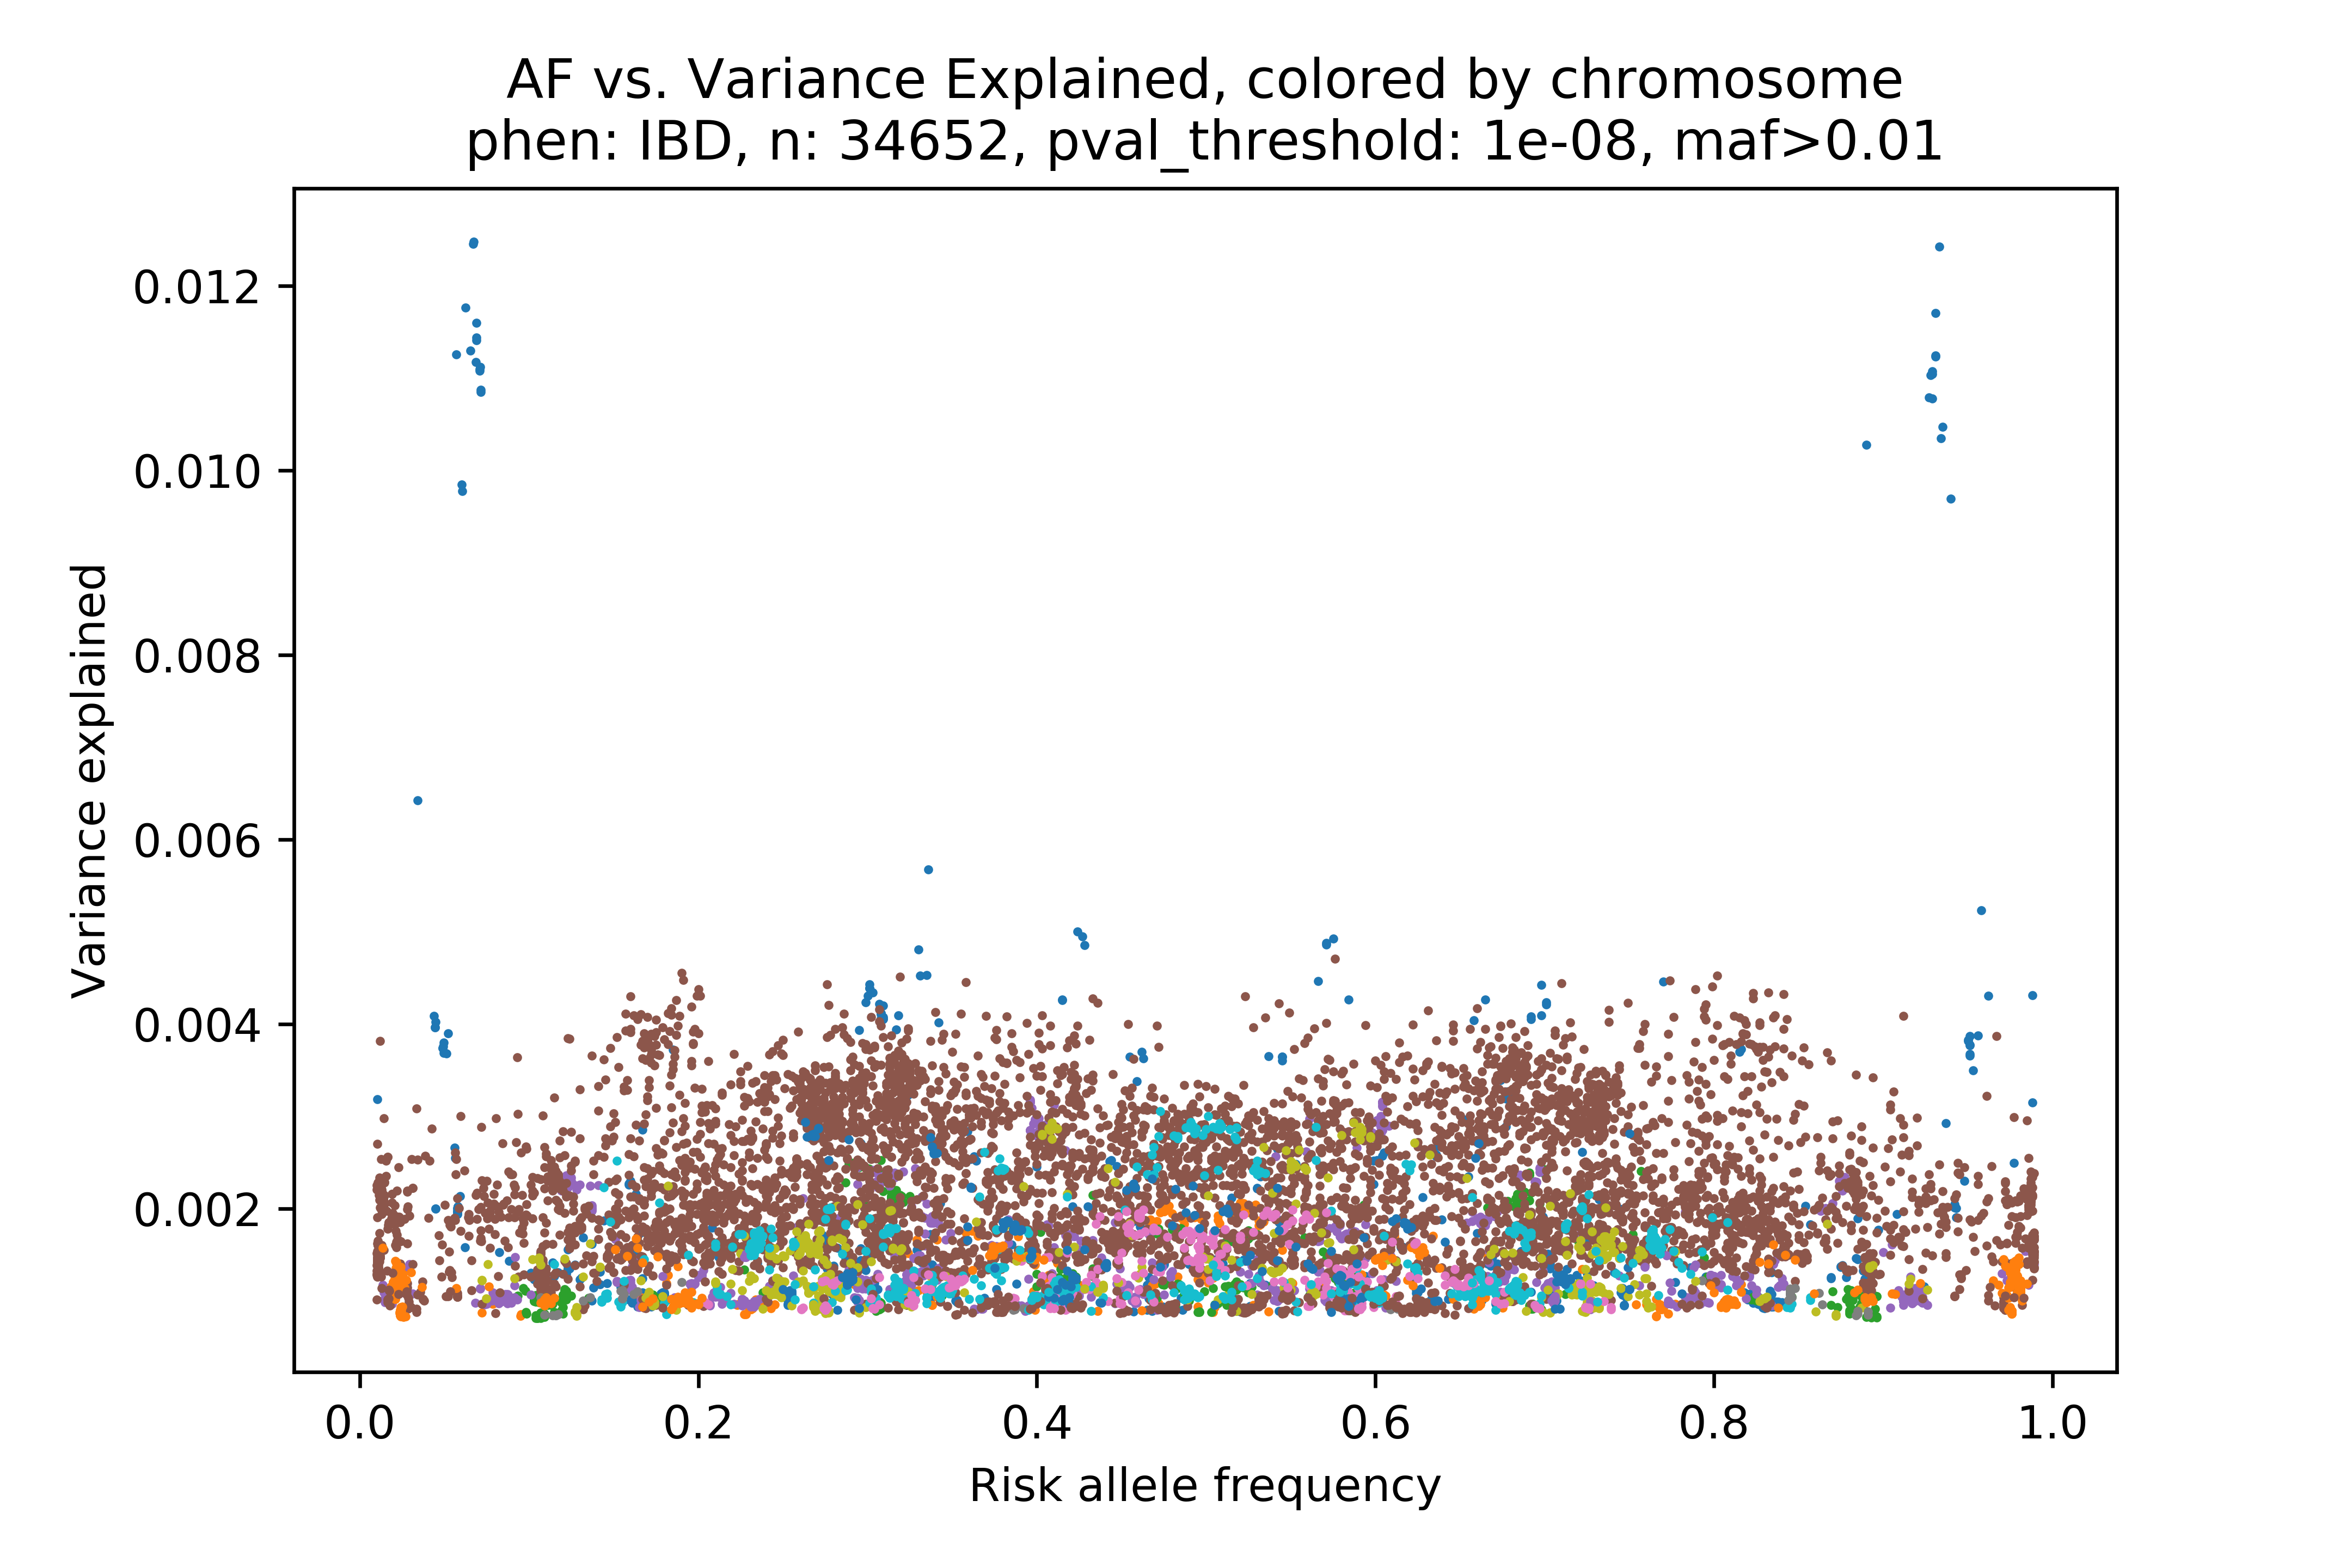 AF vs. Variance Explained, colored by chromosome
phen: IBD, n: 34652, pval_threshold: 1e-08, maf>0.01
0.012
0.010
0.008
0.006
0.004
0.002
Variance explained
0.0 0.2 0.4 0.6 0.8 1.0
Risk allele frequency